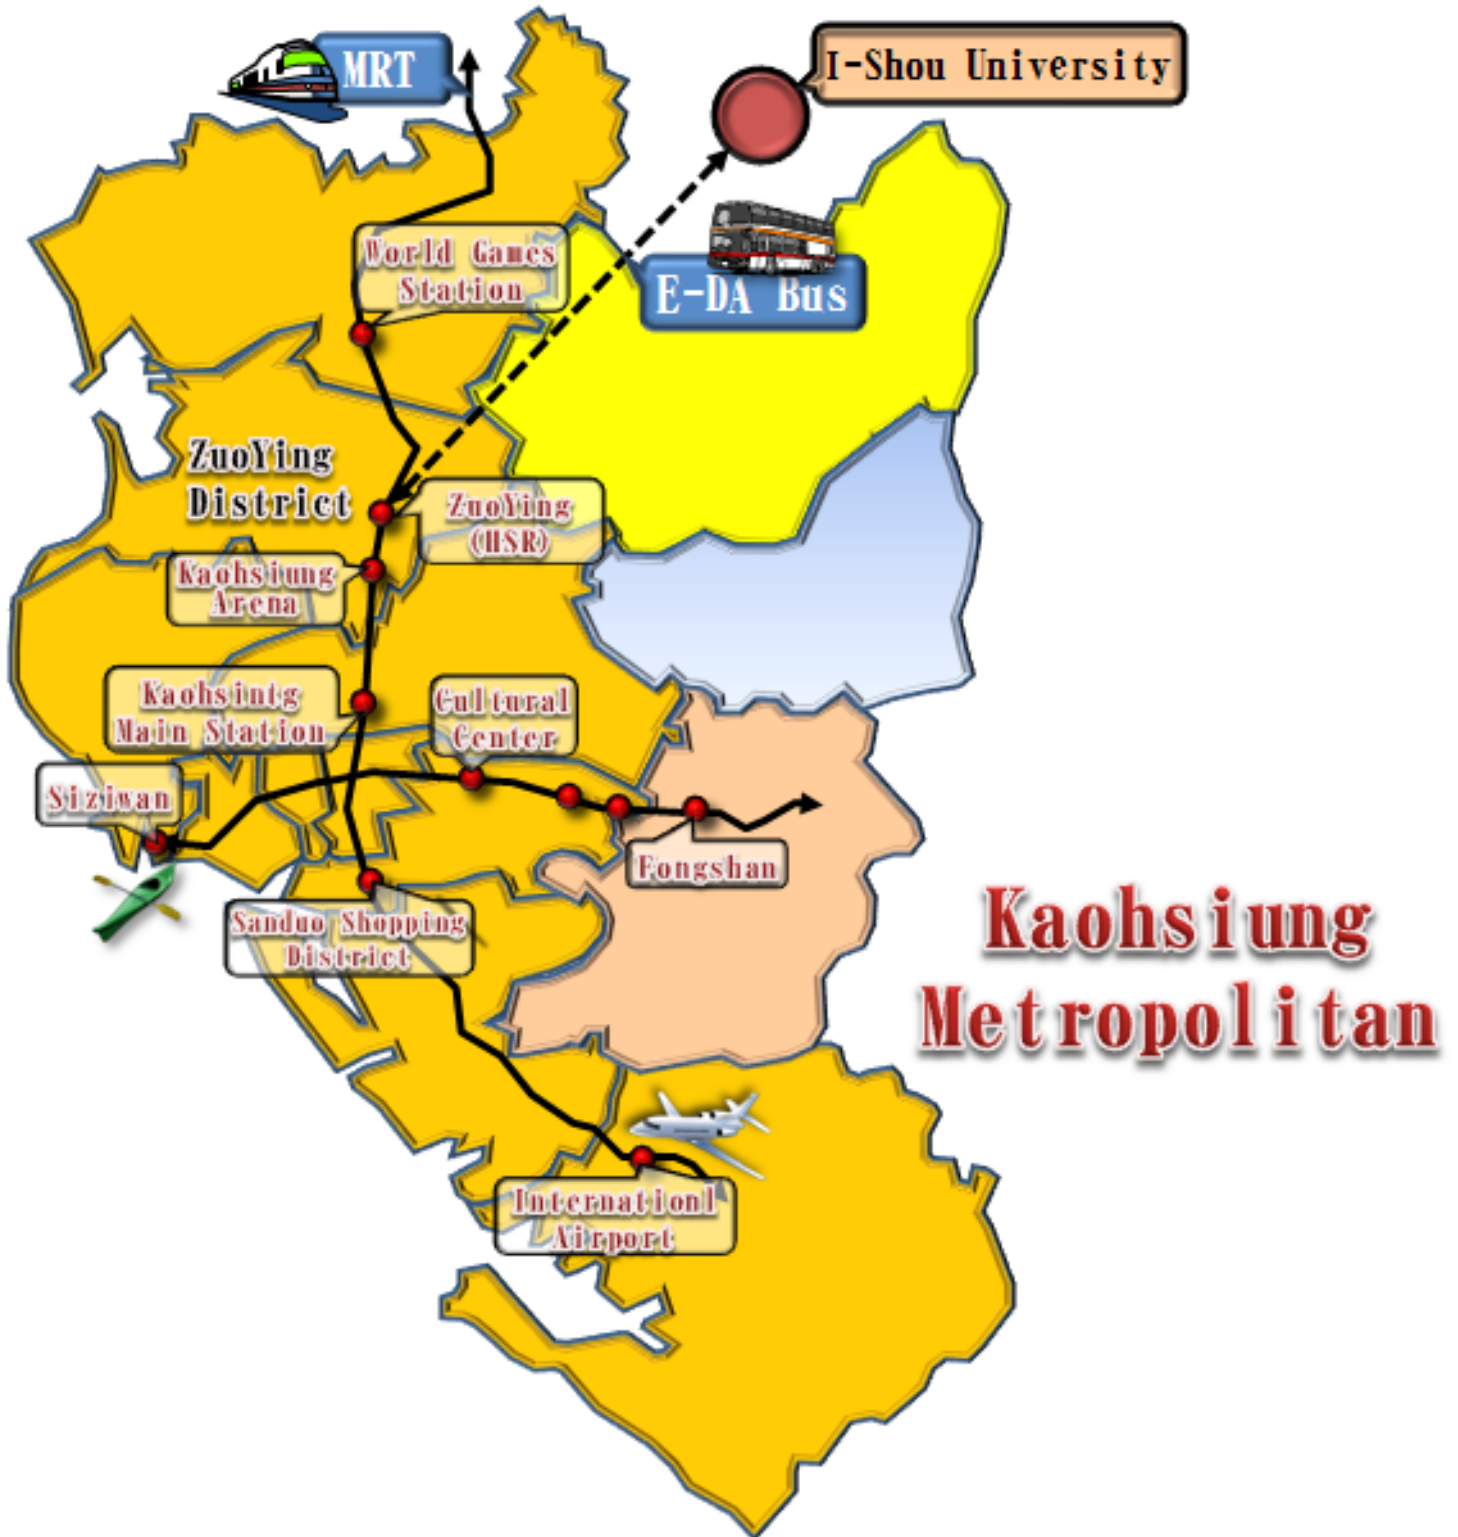 MRT
I-Shou University
World Games
Station
E-DA Bus
ZuoYing
District
ZuoYing
(HSR)
Kaohsiung
Arena
Kaohsintg
Main Station
Cultural
Center
Siziwan
Fongshan
Sanduo Shopping
District
Kaohsiung
Metropolitan
Internationl
Airport